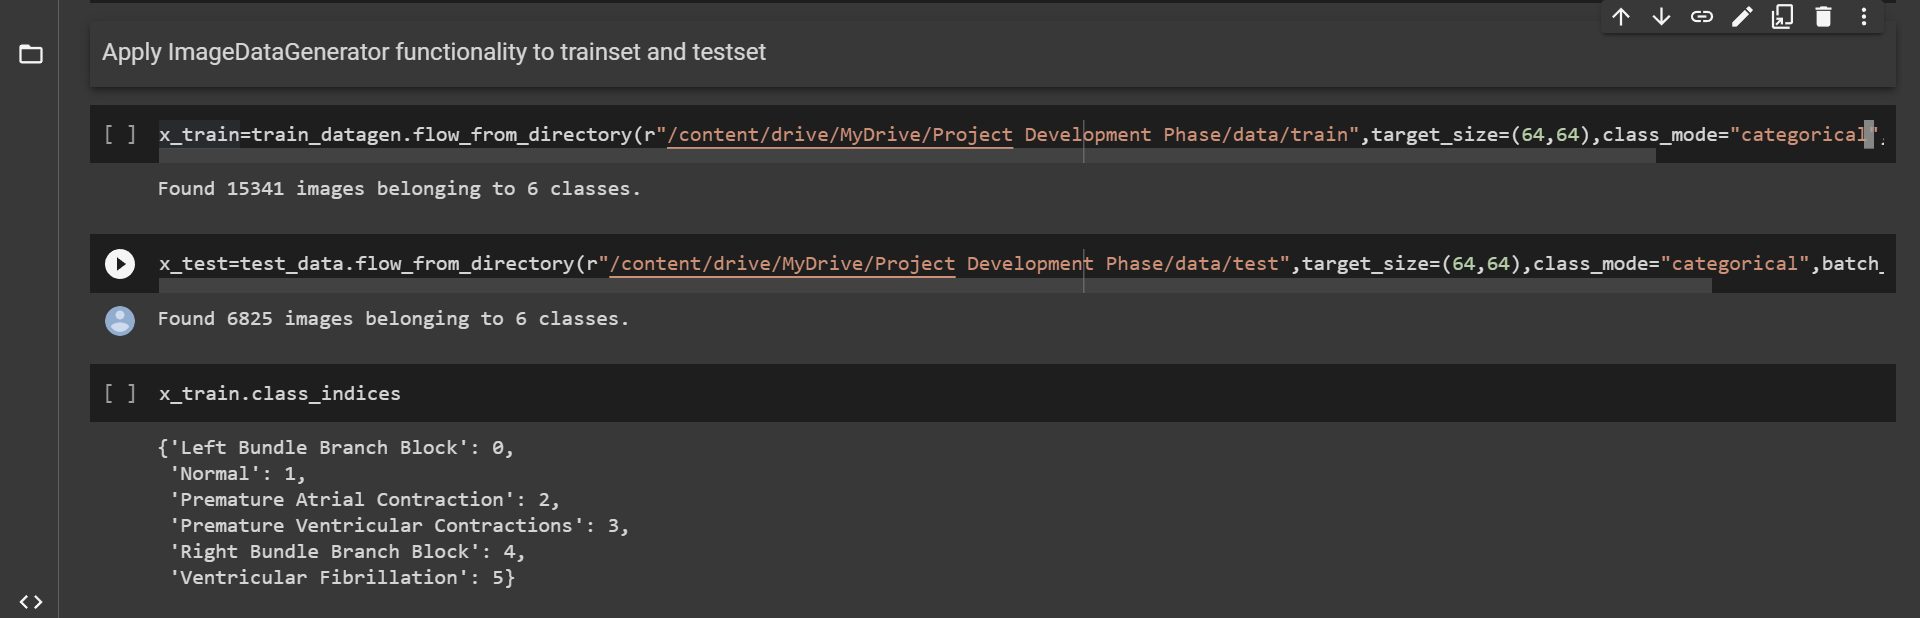 Apply ImageDataGenerator functionality to trainset and testset
[ ] x_train=train_datagen.flow_from_directory(r"/content/drive/MyDrive/Project Development Phase/data/train",target_size=(64,64),class_mode="categorical",
Found 15341 images belonging to 6 classes.
x_test=test_data.flow_from_directory(r"/content/drive/MyDrive/Project Development Phase/data/test",target_size=(64,64),class_mode="categorical",batch_
Found 6825 images belonging to 6 classes.
[ ] x_train.class_indices
{'Left Bundle Branch Block': 0,
'Normal': 1,
'Premature Atrial Contraction': 2,
'Premature Ventricular Contractions': 3,
'Right Bundle Branch Block': 4,
'Ventricular Fibrillation': 5}